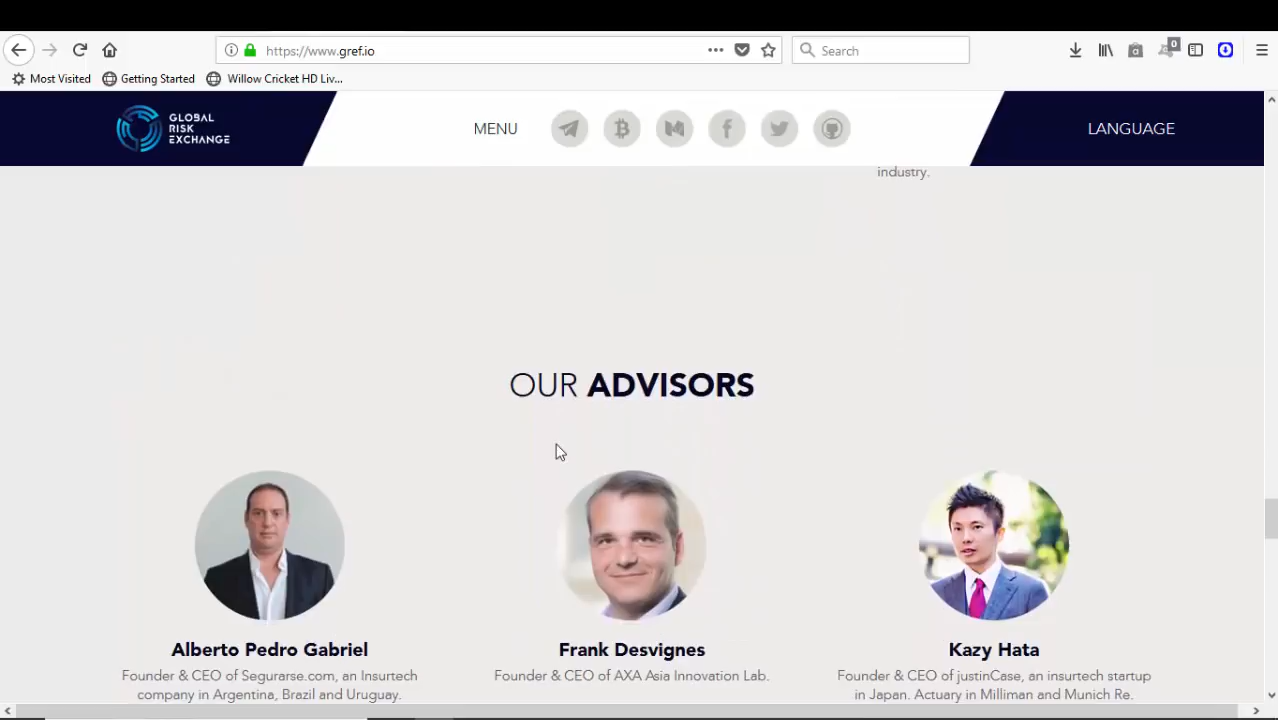 https://www.gref.io
Search
0
Most Visited
Getting Started
Willow Cricket HD Liv...
GLOBAL
RISK
EXCHANGE
MENU
LANGUAGE
industry.
OUR ADVISORS
Alberto Pedro Gabriel
Founder & CEO of Segurarse.com, an Insurtech
company in Argentina, Brazil and Uruguay.
Frank Desvignes
Founder & CEO of AXA Asia Innovation Lab.
Kazy Hata
Founder & CEO of justinCase, an insurtech startup
in Japan. Actuary in Milliman and Munich Re.